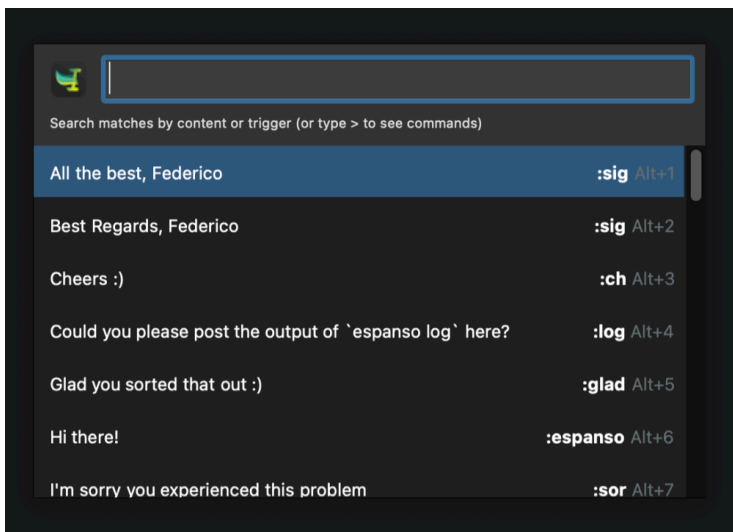 Search matches by content or trigger (or type > to see commands)
All the best, Federico :sig Alt+1
Best Regards, Federico :sig Alt+2
Cheers :) :ch Alt+3
Could you please post the output of `espanso log` here? :log Alt+4
Glad you sorted that out :) :glad Alt+5
Hi there! :espanso Alt+6
I'm sorry you experienced this problem :sor Alt+7